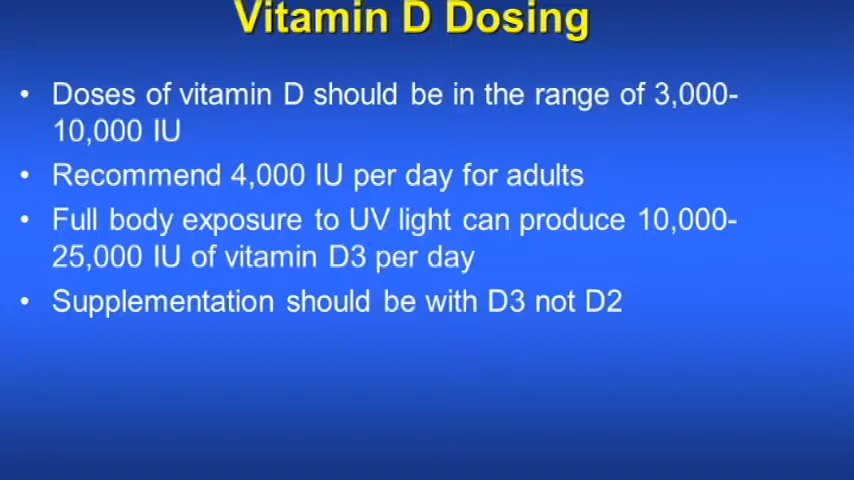 Vitamin D Dosing
• Doses of vitamin D should be in the range of 3,000-
10,000 IU
• Recommend 4,000 IU per day for adults
• Full body exposure to UV light can produce 10,000-
25,000 IU of vitamin D3 per day
• Supplementation should be with D3 not D2